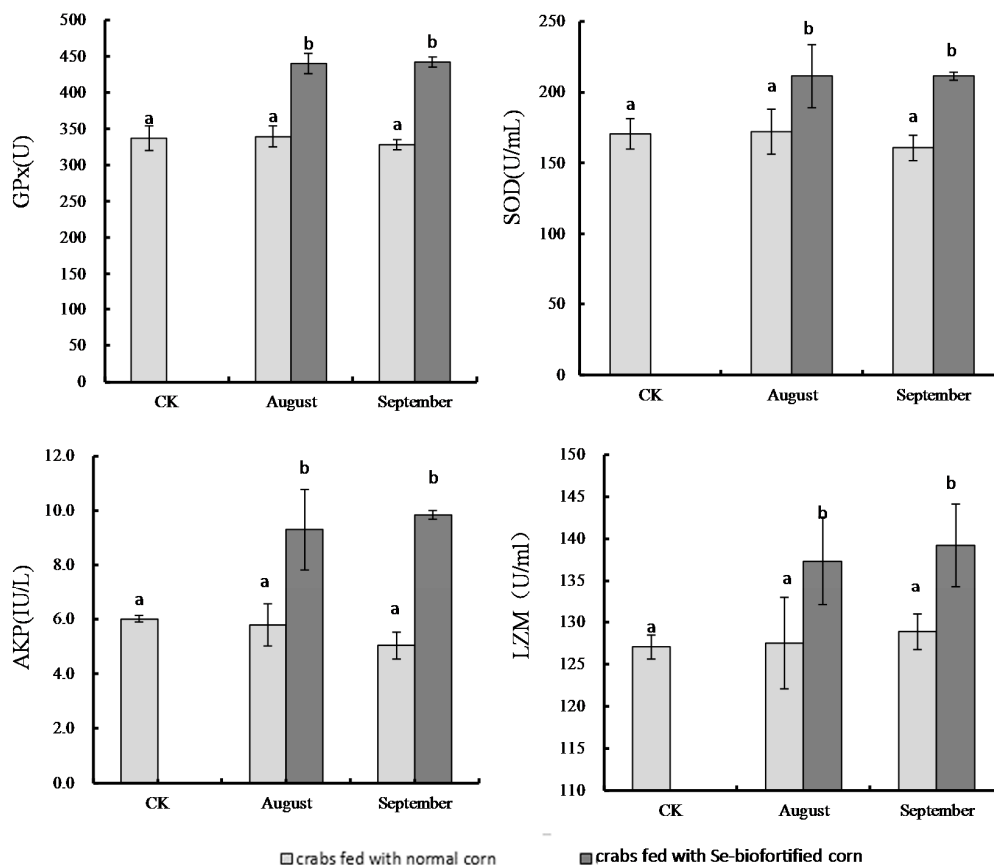 GPx(U)
500
450
400
350
300
250
200
150
100
50
0
a
a
b
a
b
CK
August
September
SOD(U/mL)
250
200
150
100
50
0
a
a
b
a
b
CK
August
September
AKP(IU/L)
12.0
10.0
8.0
6.0
4.0
2.0
0.0
a
a
b
a
b
CK
August
September
LZM (U/ml)
150
145
140
135
130
125
120
115
110
a
a
b
a
b
CK
August
September
crabs fed with normal corn
crabs fed with Se-biofortified corn